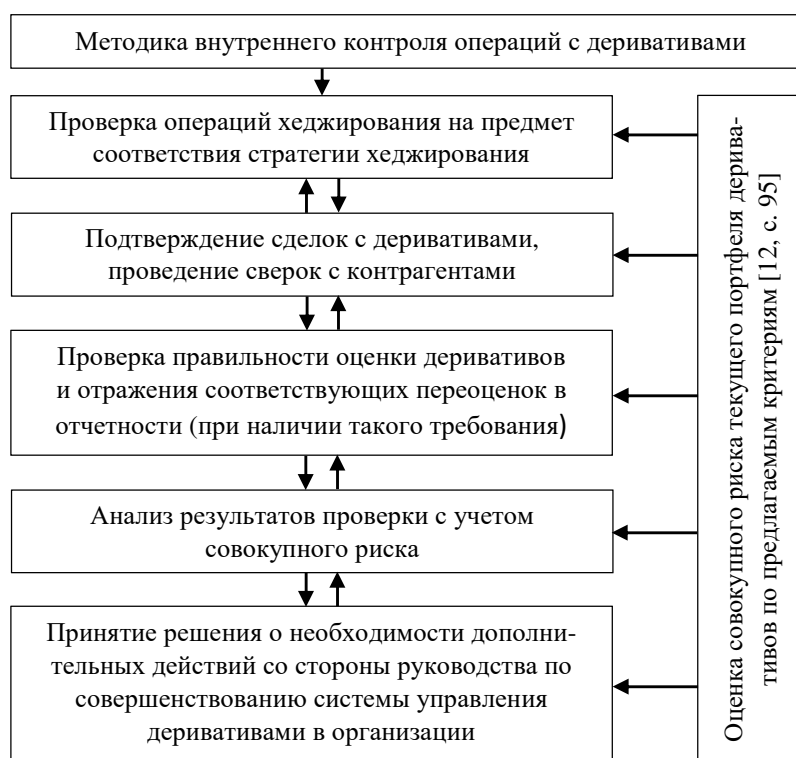 Методика внутреннего контроля операций с деривативами
Проверка операций хеджирования на предмет
соответствия стратегии хеджирования
Подтверждение сделок с деривативами,
проведение сверок с контрагентами
Проверка правильности оценки деривативов
и отражения соответствующих переоценок в
отчетности (при наличии такого требования)
Анализ результатов проверки с учетом
совокупного риска
Принятие решения о необходимости дополни-
тельных действий со стороны руководства по
совершенствованию системы управления
деривативами в организации
Оценка совокупного риска текущего портфеля дерива-
тивов по предлагаемым критериям [12, с. 95]